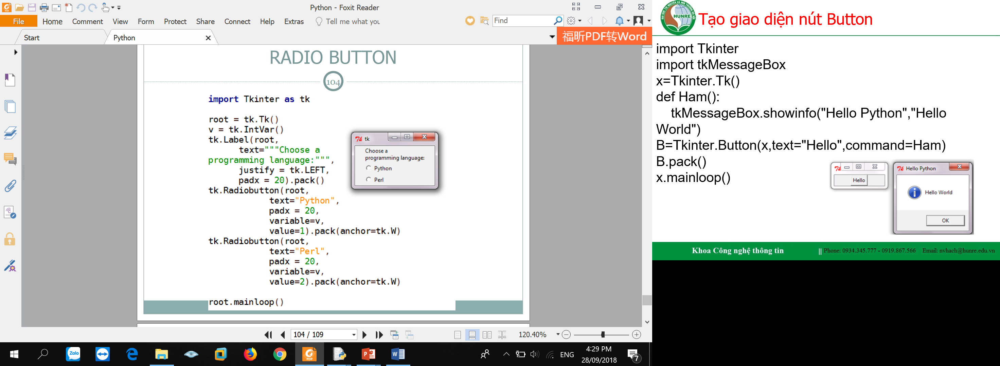 Python - Foxit Reader
File Home Comment View Form Protect Share Connect Help Extras Tell me what you
Find
Start
Python
福昕PDF转Word
RADIO BUTTON
104
import Tkinter as tk
root = tk.Tk()
v = tk.IntVar()
tk.Label(root,
text="""Choose a
programming language:""",
justify = tk.LEFT,
padx = 20).pack()
tk.Radiobutton(root,
text="Python",
padx = 20,
variable=v,
value=1).pack(anchor=tk.W)
tk.Radiobutton(root,
text="Perl",
padx = 20,
variable=v,
value=2).pack(anchor=tk.W)
root.mainloop()
tk
Choose a
programming language:
Python
Perl
104 / 109
120.40%
Zalo
ENG
4:29 PM
28/09/2018
7
HUNRE
Tạo giao diện nút Button
import Tkinter
import tkMessageBox
x=Tkinter.Tk()
def Ham():
tkMessageBox.showinfo("Hello Python","Hello
World")
B=Tkinter.Button(x,text="Hello",command=Ham)
B.pack()
x.mainloop()
Hello
Hello Python
Hello World
OK
Khoa Công nghệ thông tin || Phone: 0934.345.777 - 0919.867.566 Email: nvhach@hunre.edu.vn